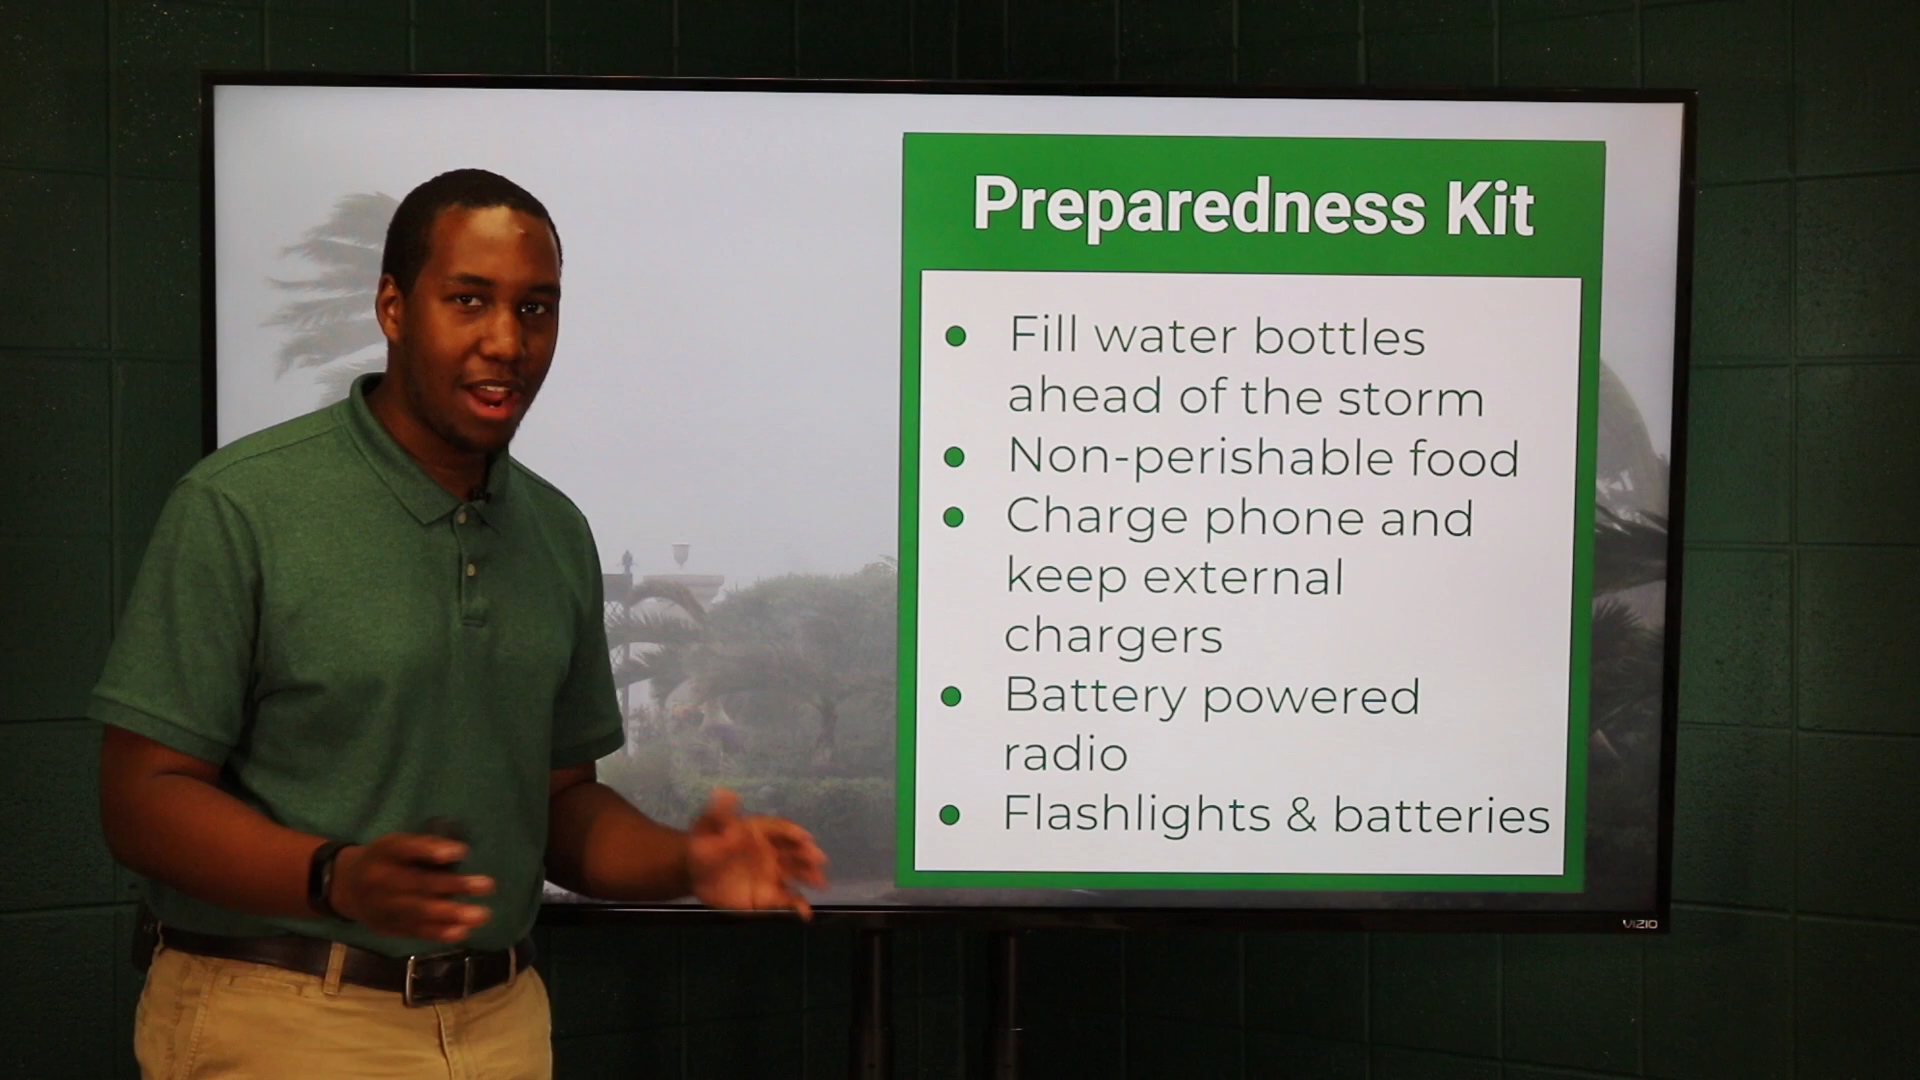 Preparedness Kit
Fill water bottles
ahead of the storm
Non-perishable food
Charge phone and
keep external
chargers
Battery powered
radio
Flashlights & batteries
VIZIO